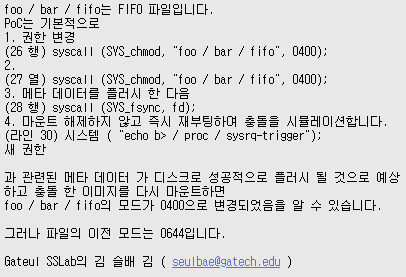 foo / bar / fifo는 FIFO 파일입니다.
PoC는 기본적으로
1. 권한 변경
(26 행) syscall (SYS_chmod, "foo / bar / fifo", 0400);
2.
(27 열) syscall (SYS_chmod, "foo / bar / fifo", 0400);
3. 메타 데이터를 플러시 한 다음
(28 행) syscall (SYS_fsync, fd);
4. 마운트 해제하지 않고 즉시 재부팅하여 충돌을 시뮬레이션합니다.
(라인 30) 시스템 ( "echo b> / proc / sysrq-trigger");
새 권한
과 관련된 메타 데이터 가 디스크로 성공적으로 플러시 될 것으로 예상
하고 충돌 한 이미지를 다시 마운트하면
foo / bar / fifo의 모드가 0400으로 변경되었음을 알 수 있습니다.
그러나 파일의 이전 모드는 0644입니다.
Gateul SSLab의 김 슬배 김 ( seulbae@gatech.edu )